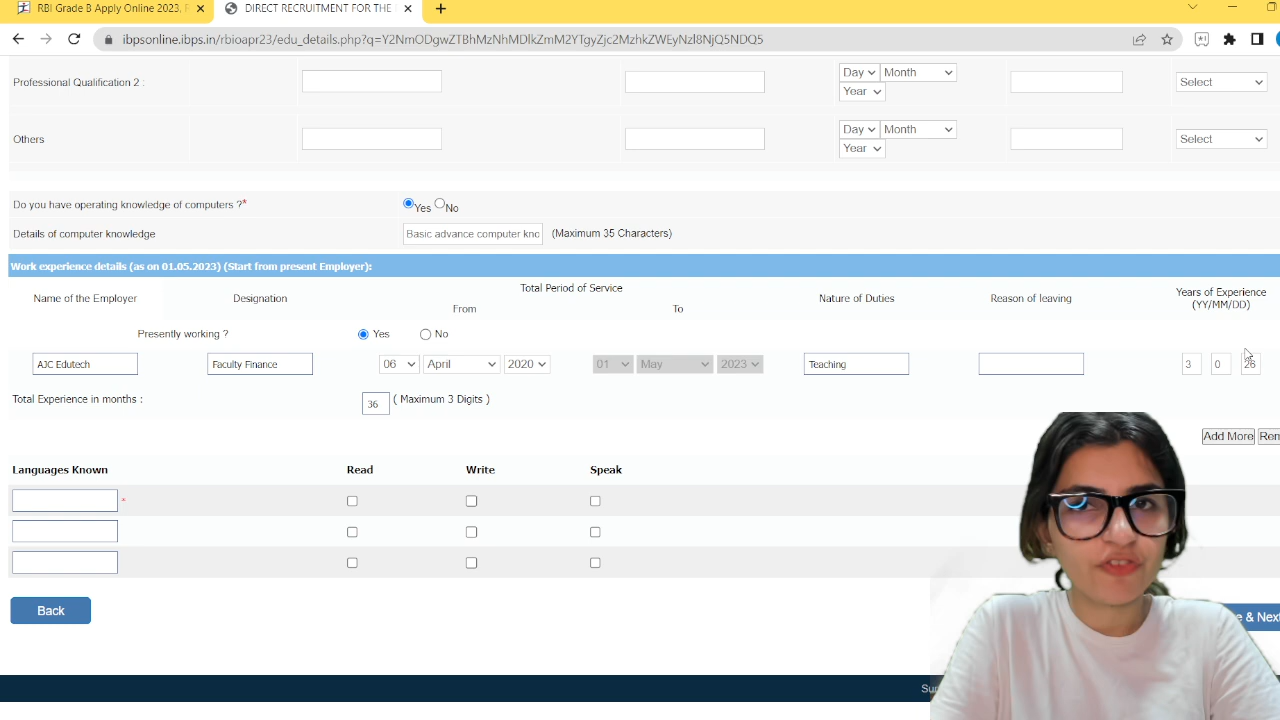 RBI Grade B Apply Online 2023,
DIRECT RECRUITMENT FOR THE
ibpsonline.ibps.in/rbioapr23/edu_details.php?q=Y2NmODgwZTBhMzNhMDlkZmM2YTgyZjc2MzhkZWEyNzl8NjQ5NDQ5
Professional Qualification 2 :
Day Month
Year
Select
Others
Day Month
Year
Select
Do you have operating knowledge of computers ?* Yes No
Details of computer knowledge Basic advance computer knc (Maximum 35 Characters)
Work experience details (as on 01.05.2023) (Start from present Employer):
Name of the Employer Designation Total Period of Service Nature of Duties Reason of leaving Years of Experience
From To (YY/MM/DD)
Presently working ? Yes No
AJC Edutech Faculty Finance 06 April 2020 01 May 2023 Teaching 3 0 26
Total Experience in months : 36 ( Maximum 3 Digits )
Add More
Languages Known Read Write Speak
*
Back
& Next